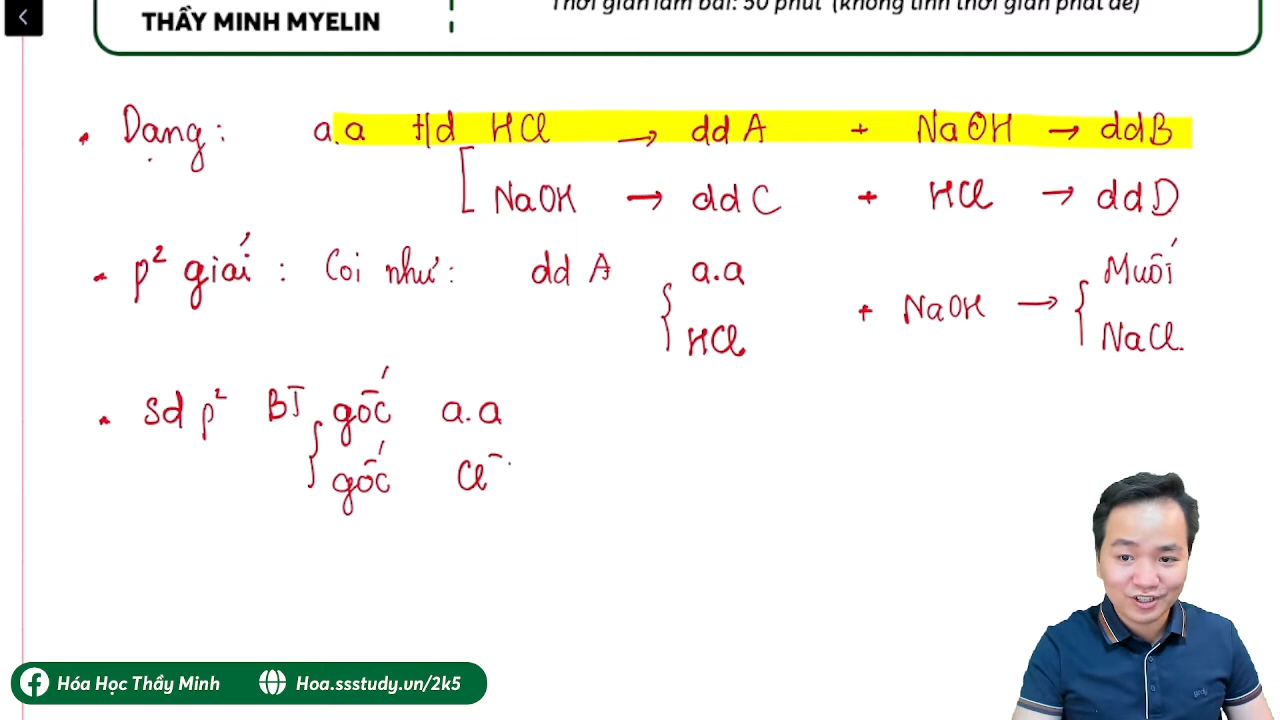 Thời gian làm bài: 50 phút (không tính thời gian phát đề)
THẦY MINH MYELIN
• Dạng: a.a t/d HCl → dd A + NaOH → dd B
NaOH → dd C + HCl → dd D
• p² giải: Coi như: dd A { a.a + NaOH → { Muối
HCl NaCl.
• Sd p² BT { gốc a.a
gốc Cl⁻
Hóa Học Thầy Minh
Hoa.ssstudy.vn/2k5